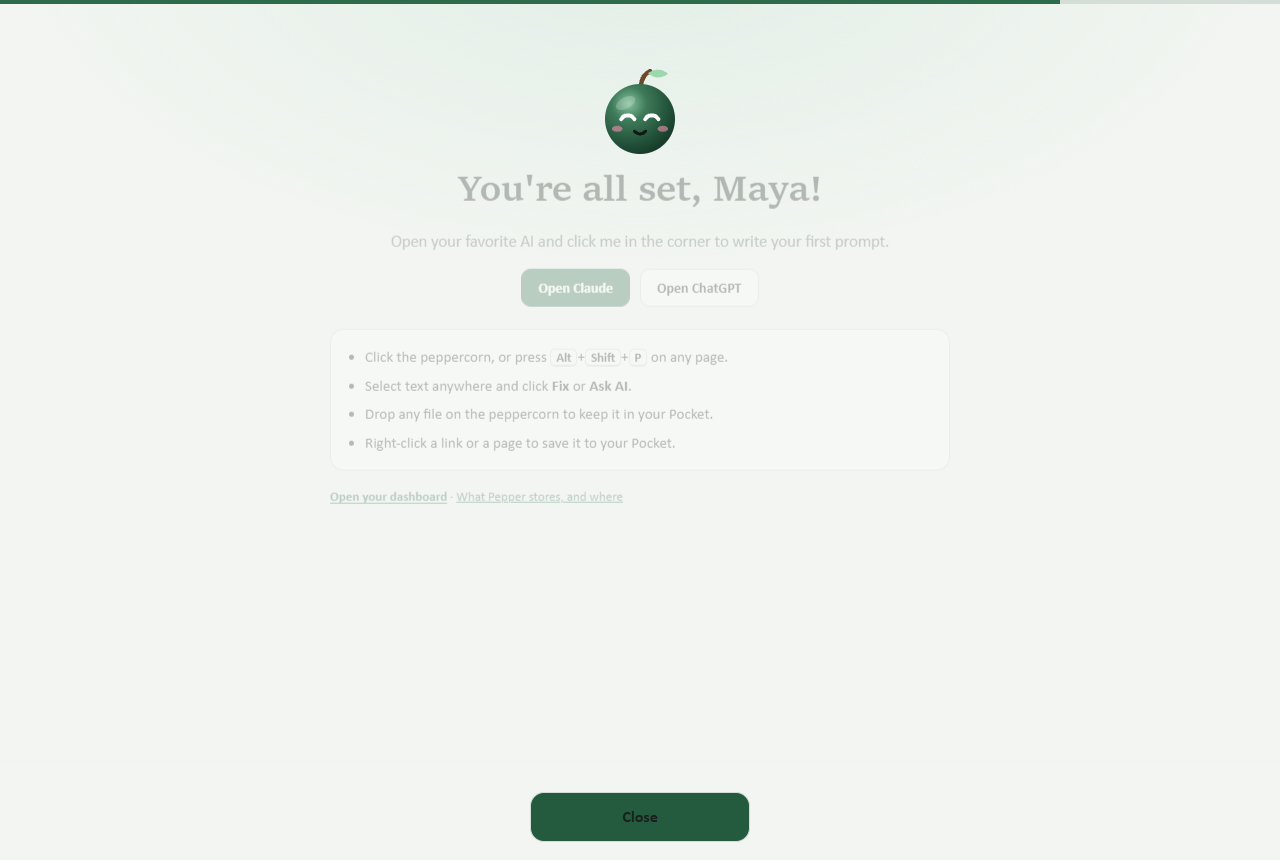 You're all set, Maya!
Open your favorite AI and click me in the corner to write your first prompt.
Open Claude
Open ChatGPT
• Click the peppercorn, or press Alt+Shift+P on any page.
• Select text anywhere and click Fix or Ask AI.
• Drop any file on the peppercorn to keep it in your Pocket.
• Right-click a link or a page to save it to your Pocket.
Open your dashboard · What Pepper stores, and where
Close